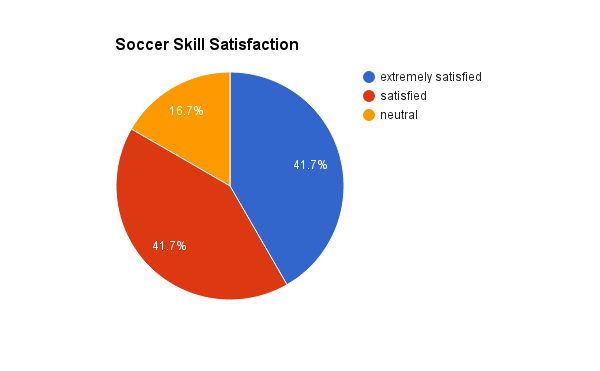 Soccer Skill Satisfaction
extremely satisfied
satisfied
neutral
16.7%
41.7%
41.7%